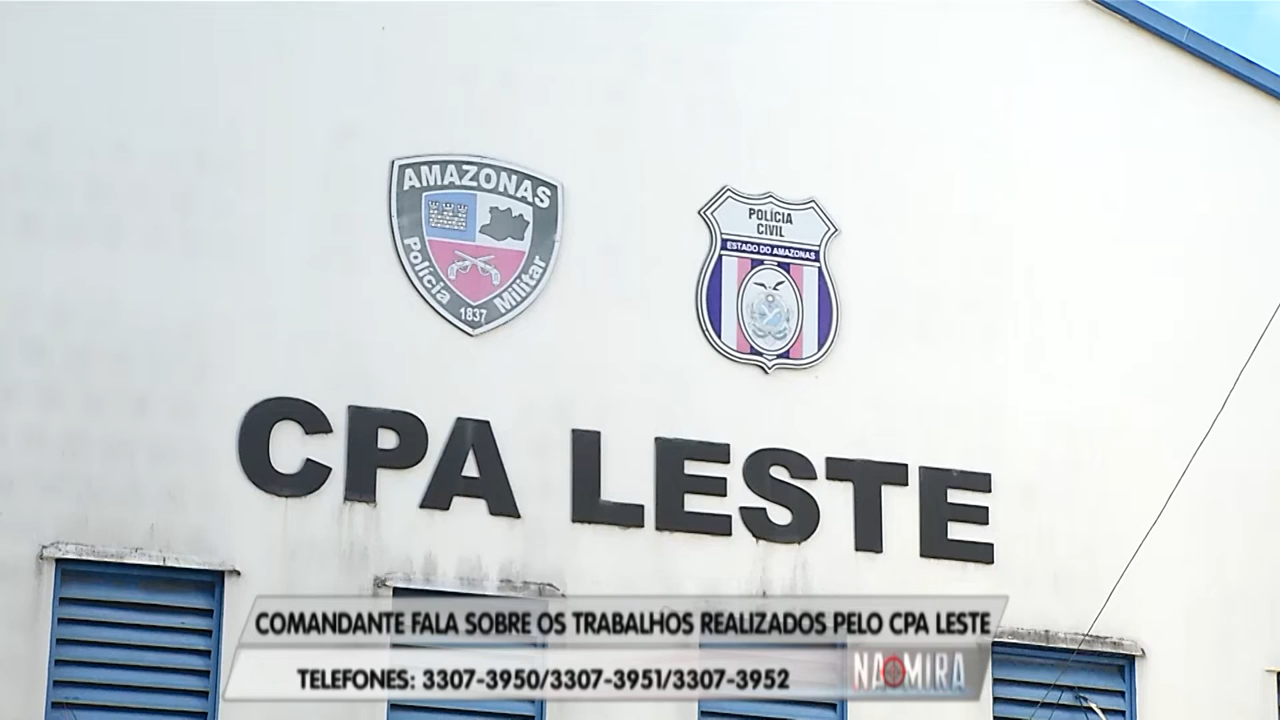 AMAZONAS
Polícia Militar
1837
POLÍCIA
CIVIL
ESTADO DO AMAZONAS
CPA LESTE
COMANDANTE FALA SOBRE OS TRABALHOS REALIZADOS PELO CPA LESTE
TELEFONES: 3307-3950/3307-3951/3307-3952
NA MIRA